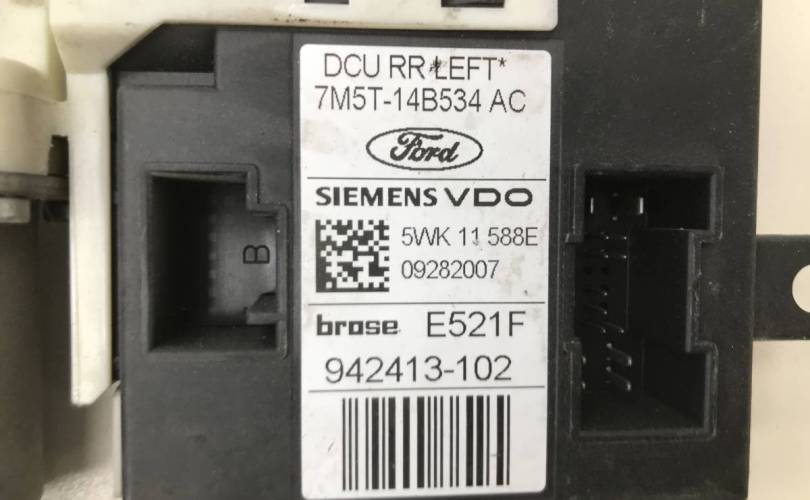 DCU RR *LEFT*
7M5T-14B534 AC
Ford
SIEMENS VDO
5WK 11 588E
09282007
brose E521F
942413-102
B